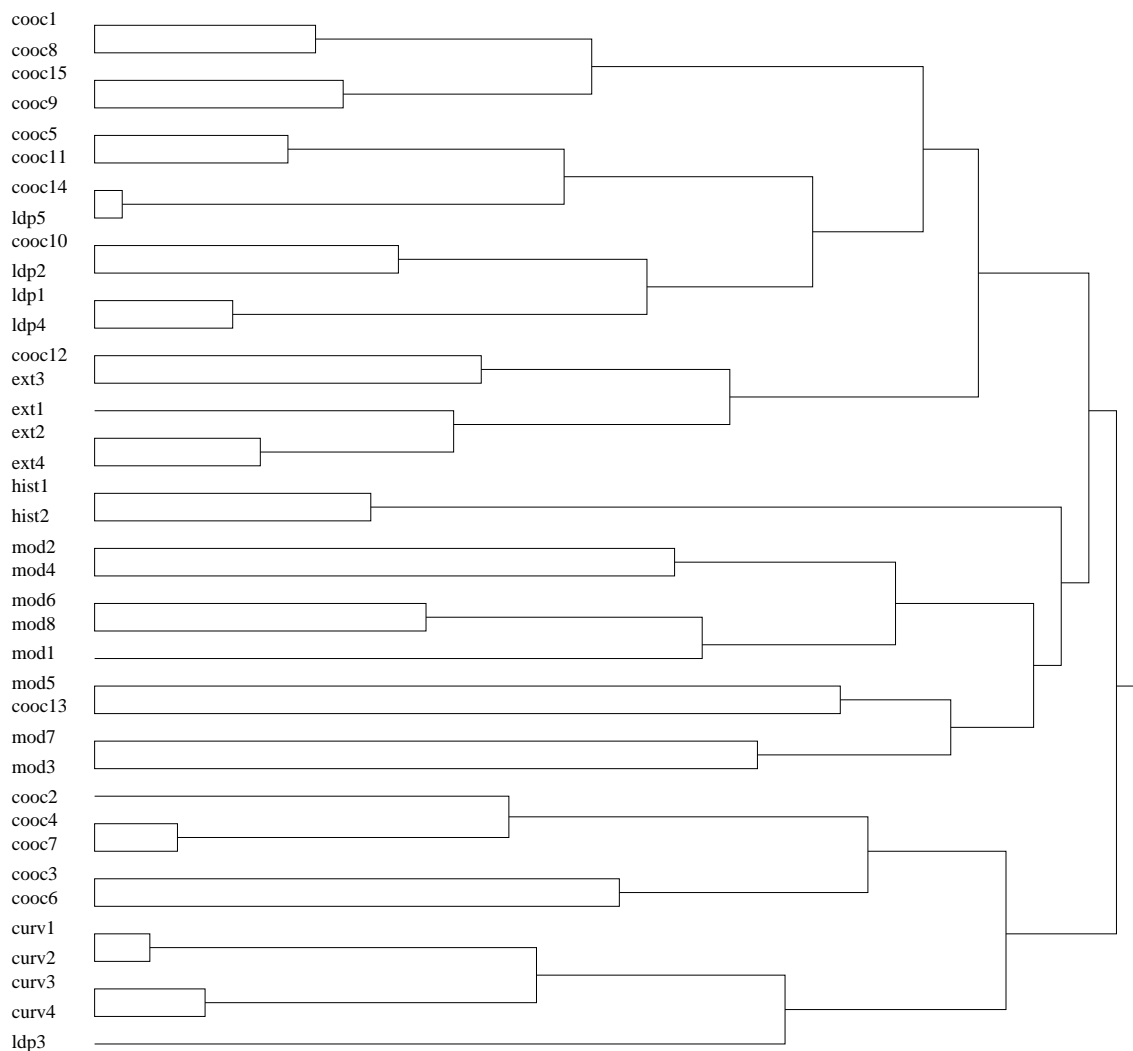 cooc1
cooc8
cooc15
cooc9
cooc5
cooc11
cooc14
ldp5
cooc10
ldp2
ldp1
ldp4
cooc12
ext3
ext1
ext2
ext4
hist1
hist2
mod2
mod4
mod6
mod8
mod1
mod5
cooc13
mod7
mod3
cooc2
cooc4
cooc7
cooc3
cooc6
curv1
curv2
curv3
curv4
ldp3